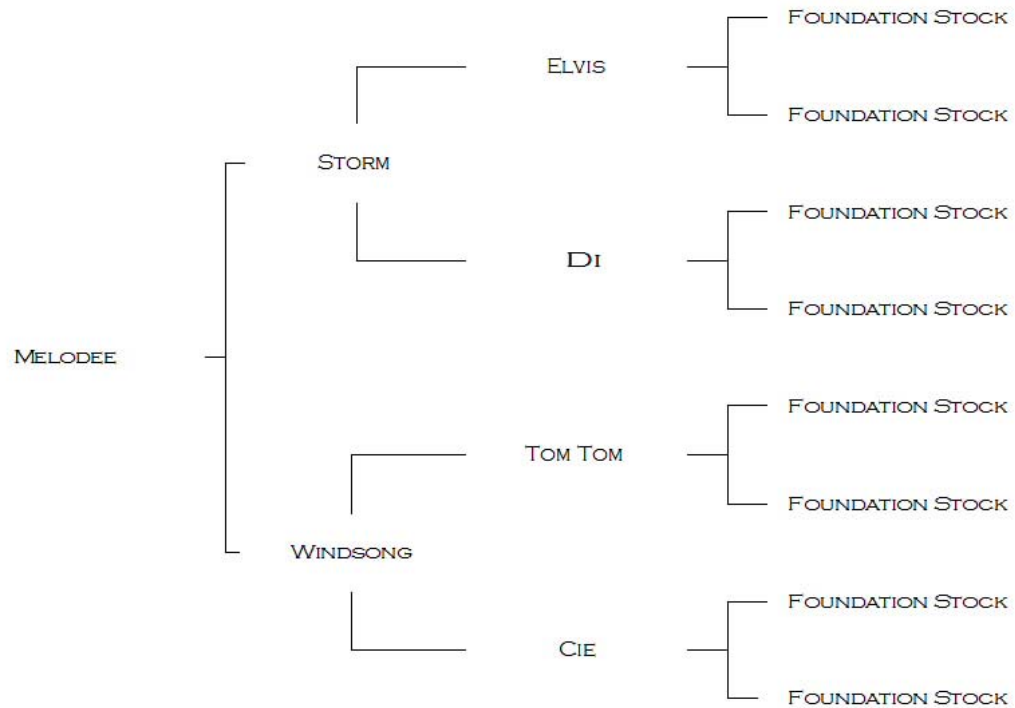 Foundation Stock
Elvis
Foundation Stock
Storm
Foundation Stock
Di
Foundation Stock
Melodee
Foundation Stock
Tom Tom
Foundation Stock
Windsong
Foundation Stock
Cie
Foundation Stock